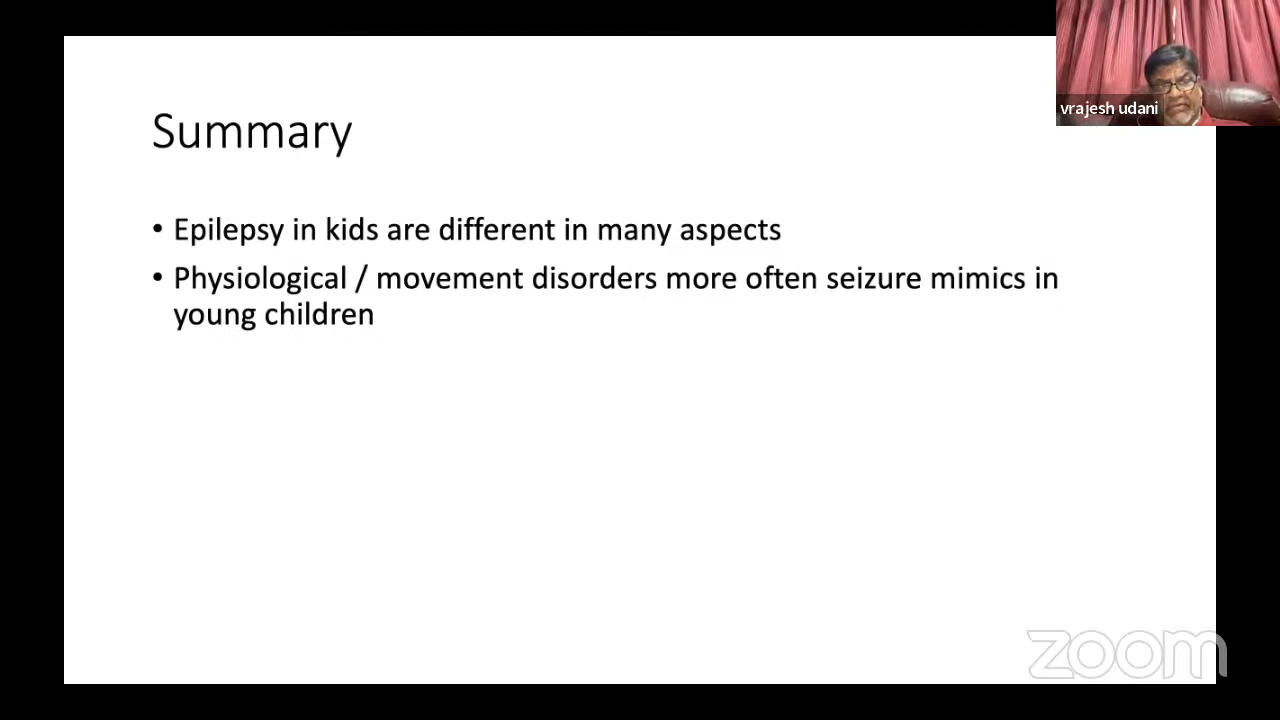 vrajesh udani
Summary
• Epilepsy in kids are different in many aspects
• Physiological / movement disorders more often seizure mimics in
young children
zoom